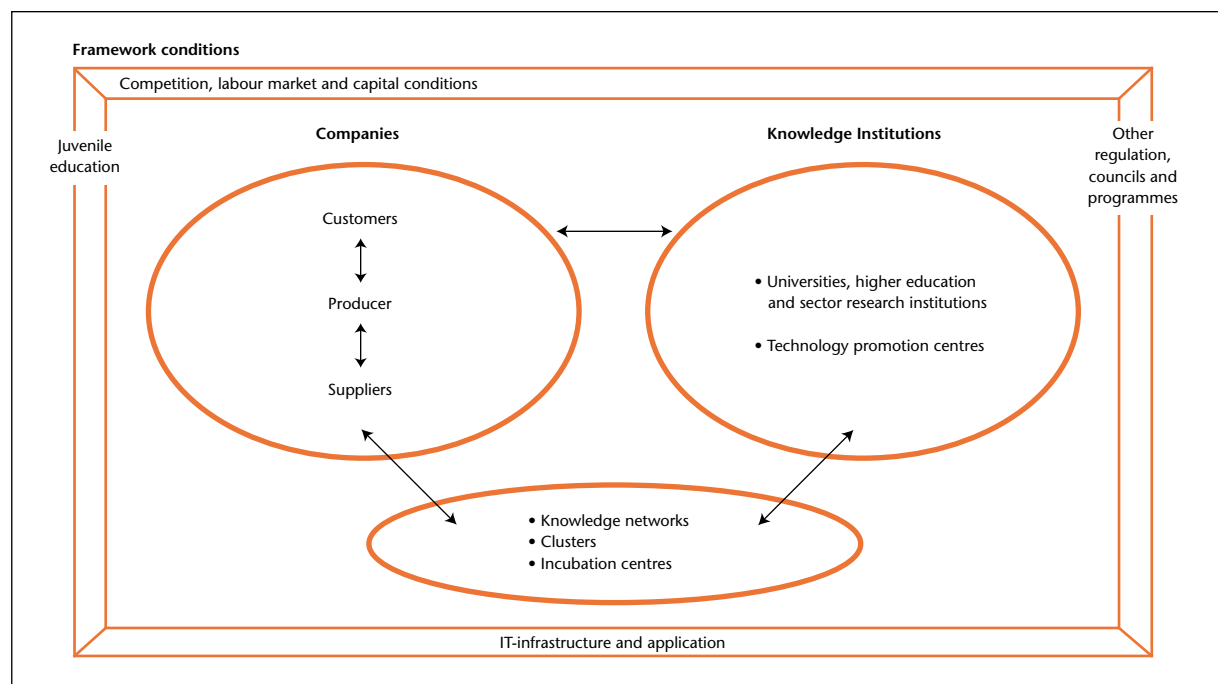 Framework conditions
Competition, labour market and capital conditions
Juvenile
education
Companies
Customers
Producer
Suppliers
Knowledge Institutions
• Universities, higher education
and sector research institutions
• Technology promotion centres
Other
regulation,
councils and
programmes
• Knowledge networks
• Clusters
• Incubation centres
IT-infrastructure and application